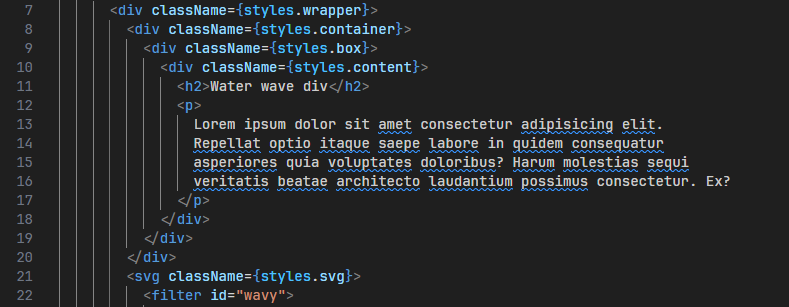 7 <div className={styles.wrapper}>
8 <div className={styles.container}>
9 <div className={styles.box}>
10 <div className={styles.content}>
11 <h2>Water wave div</h2>
12 <p>
13 Lorem ipsum dolor sit amet consectetur adipisicing elit.
14 Repellat optio itaque saepe labore in quidem consequatur
15 asperiores quia voluptates doloribus? Harum molestias sequi
16 veritatis beatae architecto laudantium possimus consectetur. Ex?
17 </p>
18 </div>
19 </div>
20 </div>
21 <svg className={styles.svg}>
22 <filter id="wavy">